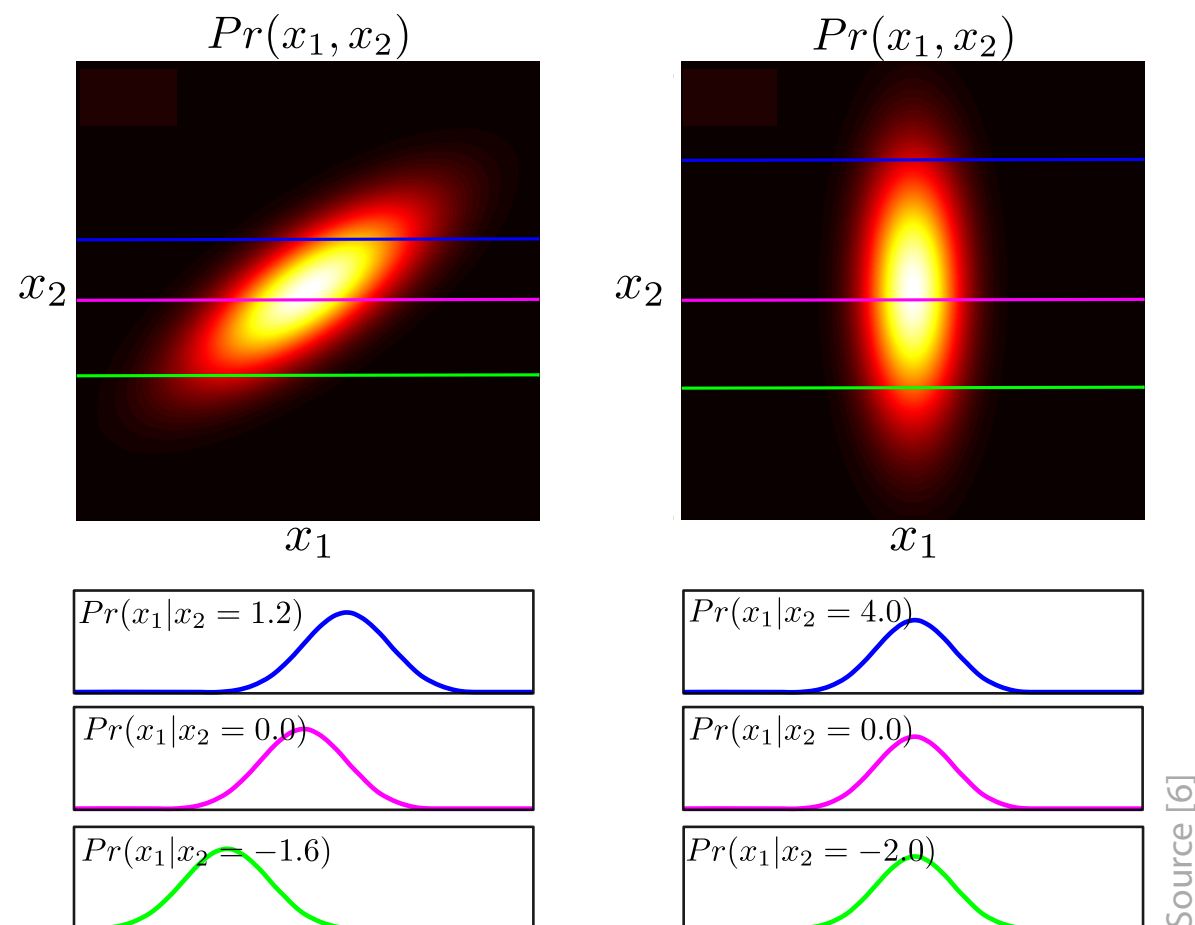 Pr(x₁, x₂)
x₂
x₁
Pr(x₁|x₂ = 1.2)
Pr(x₁|x₂ = 0.0)
Pr(x₁|x₂ = −1.6)
Pr(x₁, x₂)
x₂
x₁
Pr(x₁|x₂ = 4.0)
Pr(x₁|x₂ = 0.0)
Pr(x₁|x₂ = −2.0)
Source [6]